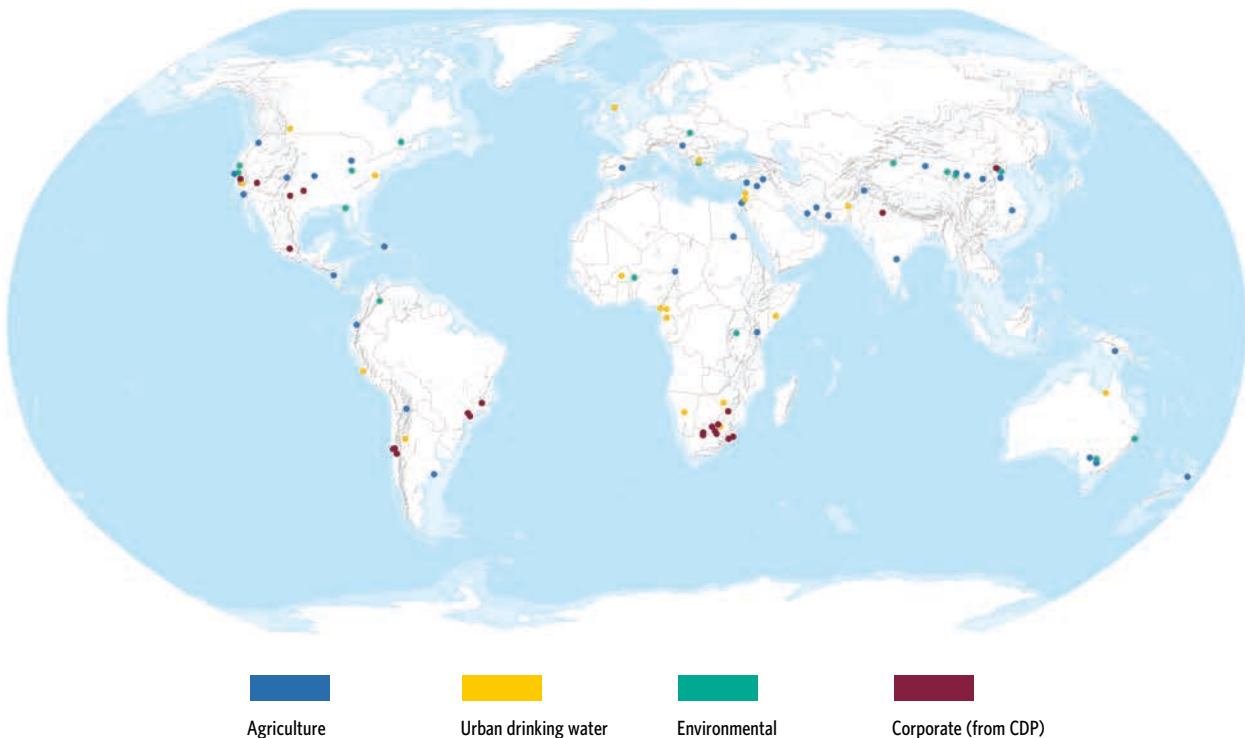 Agriculture
Urban drinking water
Environmental
Corporate (from CDP)